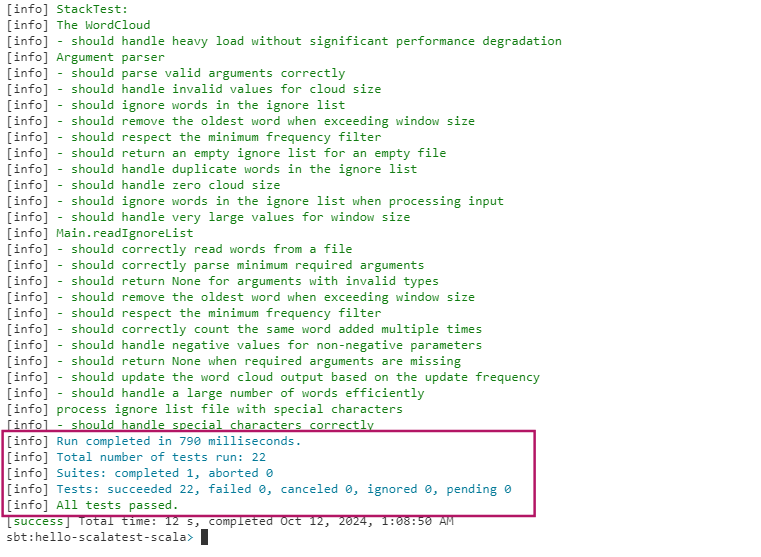 [info] StackTest:
[info] The WordCloud
[info] - should handle heavy load without significant performance degradation
[info] Argument parser
[info] - should parse valid arguments correctly
[info] - should handle invalid values for cloud size
[info] - should ignore words in the ignore list
[info] - should remove the oldest word when exceeding window size
[info] - should respect the minimum frequency filter
[info] - should return an empty ignore list for an empty file
[info] - should handle duplicate words in the ignore list
[info] - should handle zero cloud size
[info] - should ignore words in the ignore list when processing input
[info] - should handle very large values for window size
[info] Main.readIgnoreList
[info] - should correctly read words from a file
[info] - should correctly parse minimum required arguments
[info] - should return None for arguments with invalid types
[info] - should remove the oldest word when exceeding window size
[info] - should respect the minimum frequency filter
[info] - should correctly count the same word added multiple times
[info] - should handle negative values for non-negative parameters
[info] - should return None when required arguments are missing
[info] - should update the word cloud output based on the update frequency
[info] - should handle a large number of words efficiently
[info] process ignore list file with special characters
[info] - should handle special characters correctly
[info] Run completed in 790 milliseconds.
[info] Total number of tests run: 22
[info] Suites: completed 1, aborted 0
[info] Tests: succeeded 22, failed 0, canceled 0, ignored 0, pending 0
[info] All tests passed.
[success] Total time: 12 s, completed Oct 12, 2024, 1:08:50 AM
sbt:hello-scalatest-scala>